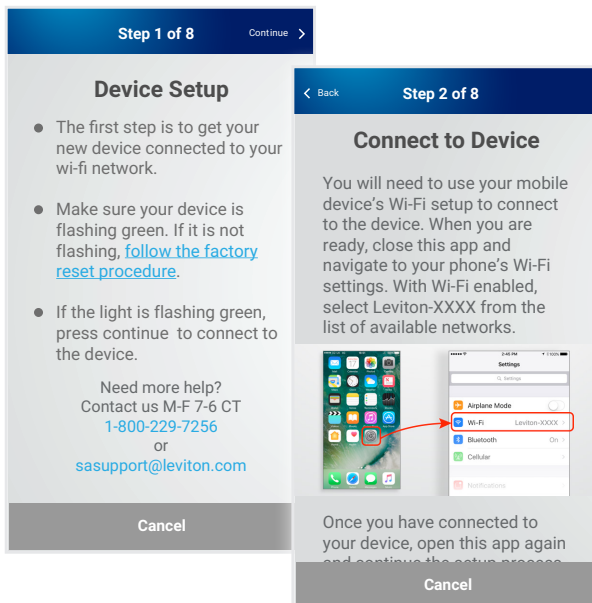 Step 1 of 8
Continue
Device Setup
The first step is to get your
new device connected to your
wi-fi network.
Make sure your device is
flashing green. If it is not
flashing, follow the factory
reset procedure.
If the light is flashing green,
press continue to connect to
the device.
Need more help?
Contact us M-F 7-6 CT
1-800-229-7256
or
sasupport@leviton.com
Cancel
Back
Step 2 of 8
Connect to Device
You will need to use your mobile
device's Wi-Fi setup to connect
to the device. When you are
ready, close this app and
navigate to your phone's Wi-Fi
settings. With Wi-Fi enabled,
select Leviton-XXXX from the
list of available networks.
Settings
Settings
Airplane Mode
Wi-Fi Leviton-XXXX
Bluetooth On
Cellular
Notifications
Once you have connected to
your device, open this app again
and continue the setup process
Cancel